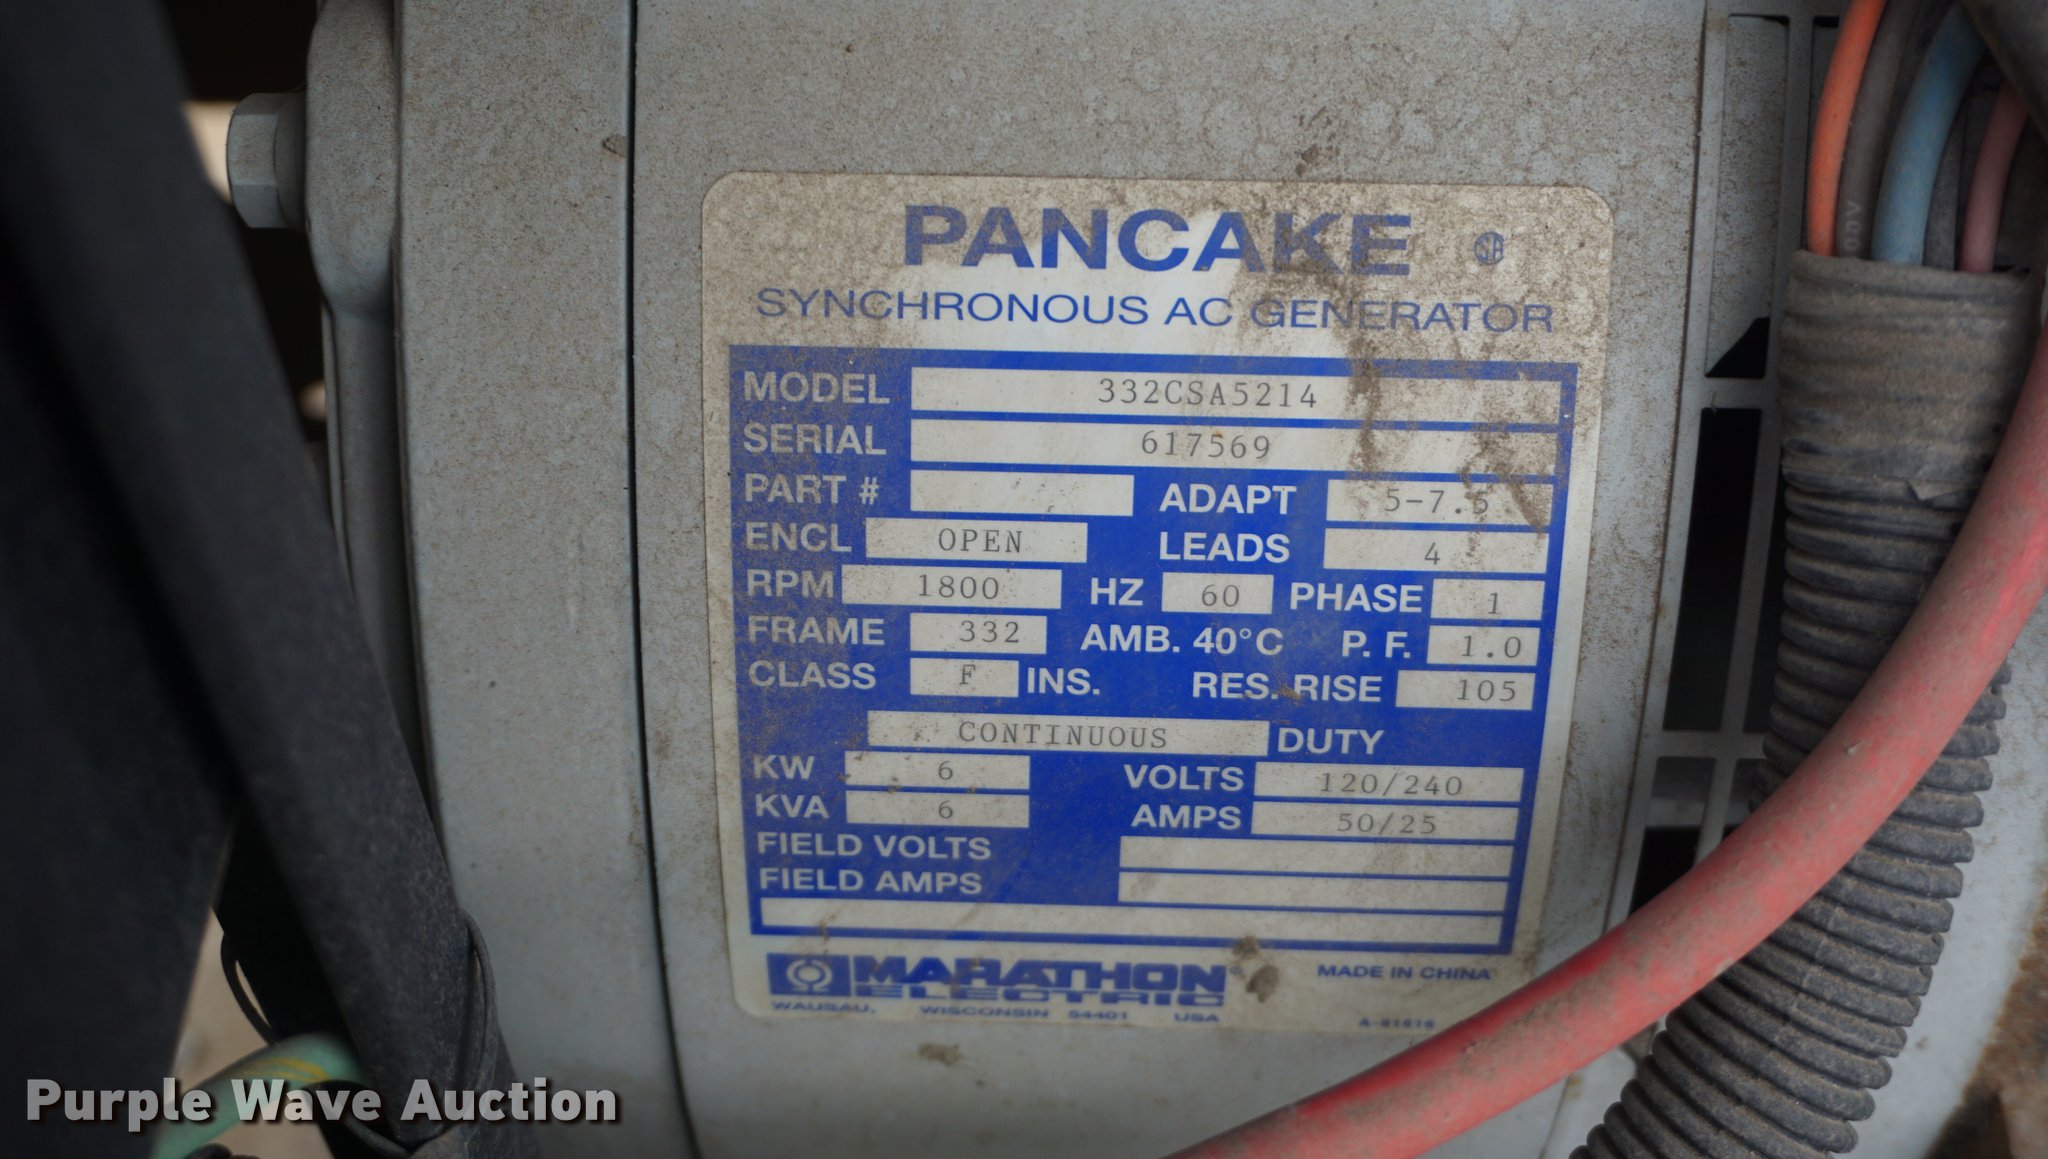 PANCAKE SA
SYNCHRONOUS AC GENERATOR
MODEL 332CSA5214
SERIAL 617569
PART # ADAPT 5-7.5
ENCL OPEN LEADS 4
RPM 1800 HZ 60 PHASE 1
FRAME 332 AMB. 40°C P. F. 1.0
CLASS F INS. RES. RISE 105
CONTINUOUS DUTY
KW 6 VOLTS 120/240
KVA 6 AMPS 50/25
FIELD VOLTS
FIELD AMPS
MARATHON MADE IN CHINA
ELECTRIC
WAUSAU, WISCONSIN 54401 USA
Purple Wave Auction